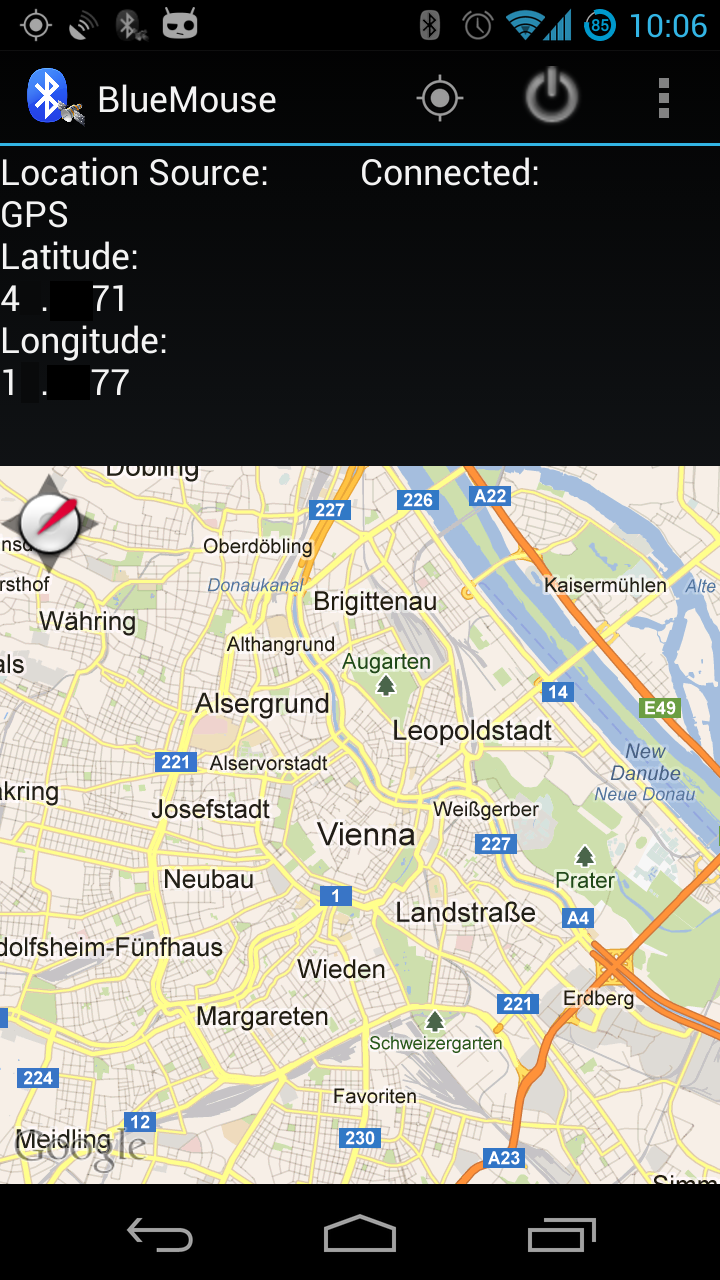 85 10:06
BlueMouse
Location Source: Connected:
GPS
Latitude:
4 . 71
Longitude:
1 . 77
Döbling
227
226
A22
Oberdöbling
Donaukanal
rsthof
Kaisermühlen
Alte
Währing
Brigittenau
Althangrund
als
Augarten
14
Alsergrund
E49
Leopoldstadt
221
Alservorstadt
New
Danube
Neue Donau
kring
Josefstadt
Weißgerber
Vienna
227
Neubau
Prater
1
Landstraße
A4
dolfsheim-Fünfhaus
Wieden
Erdberg
221
Margareten
Schweizergarten
224
Favoriten
12
230
Meidling
Google
A23
Simm